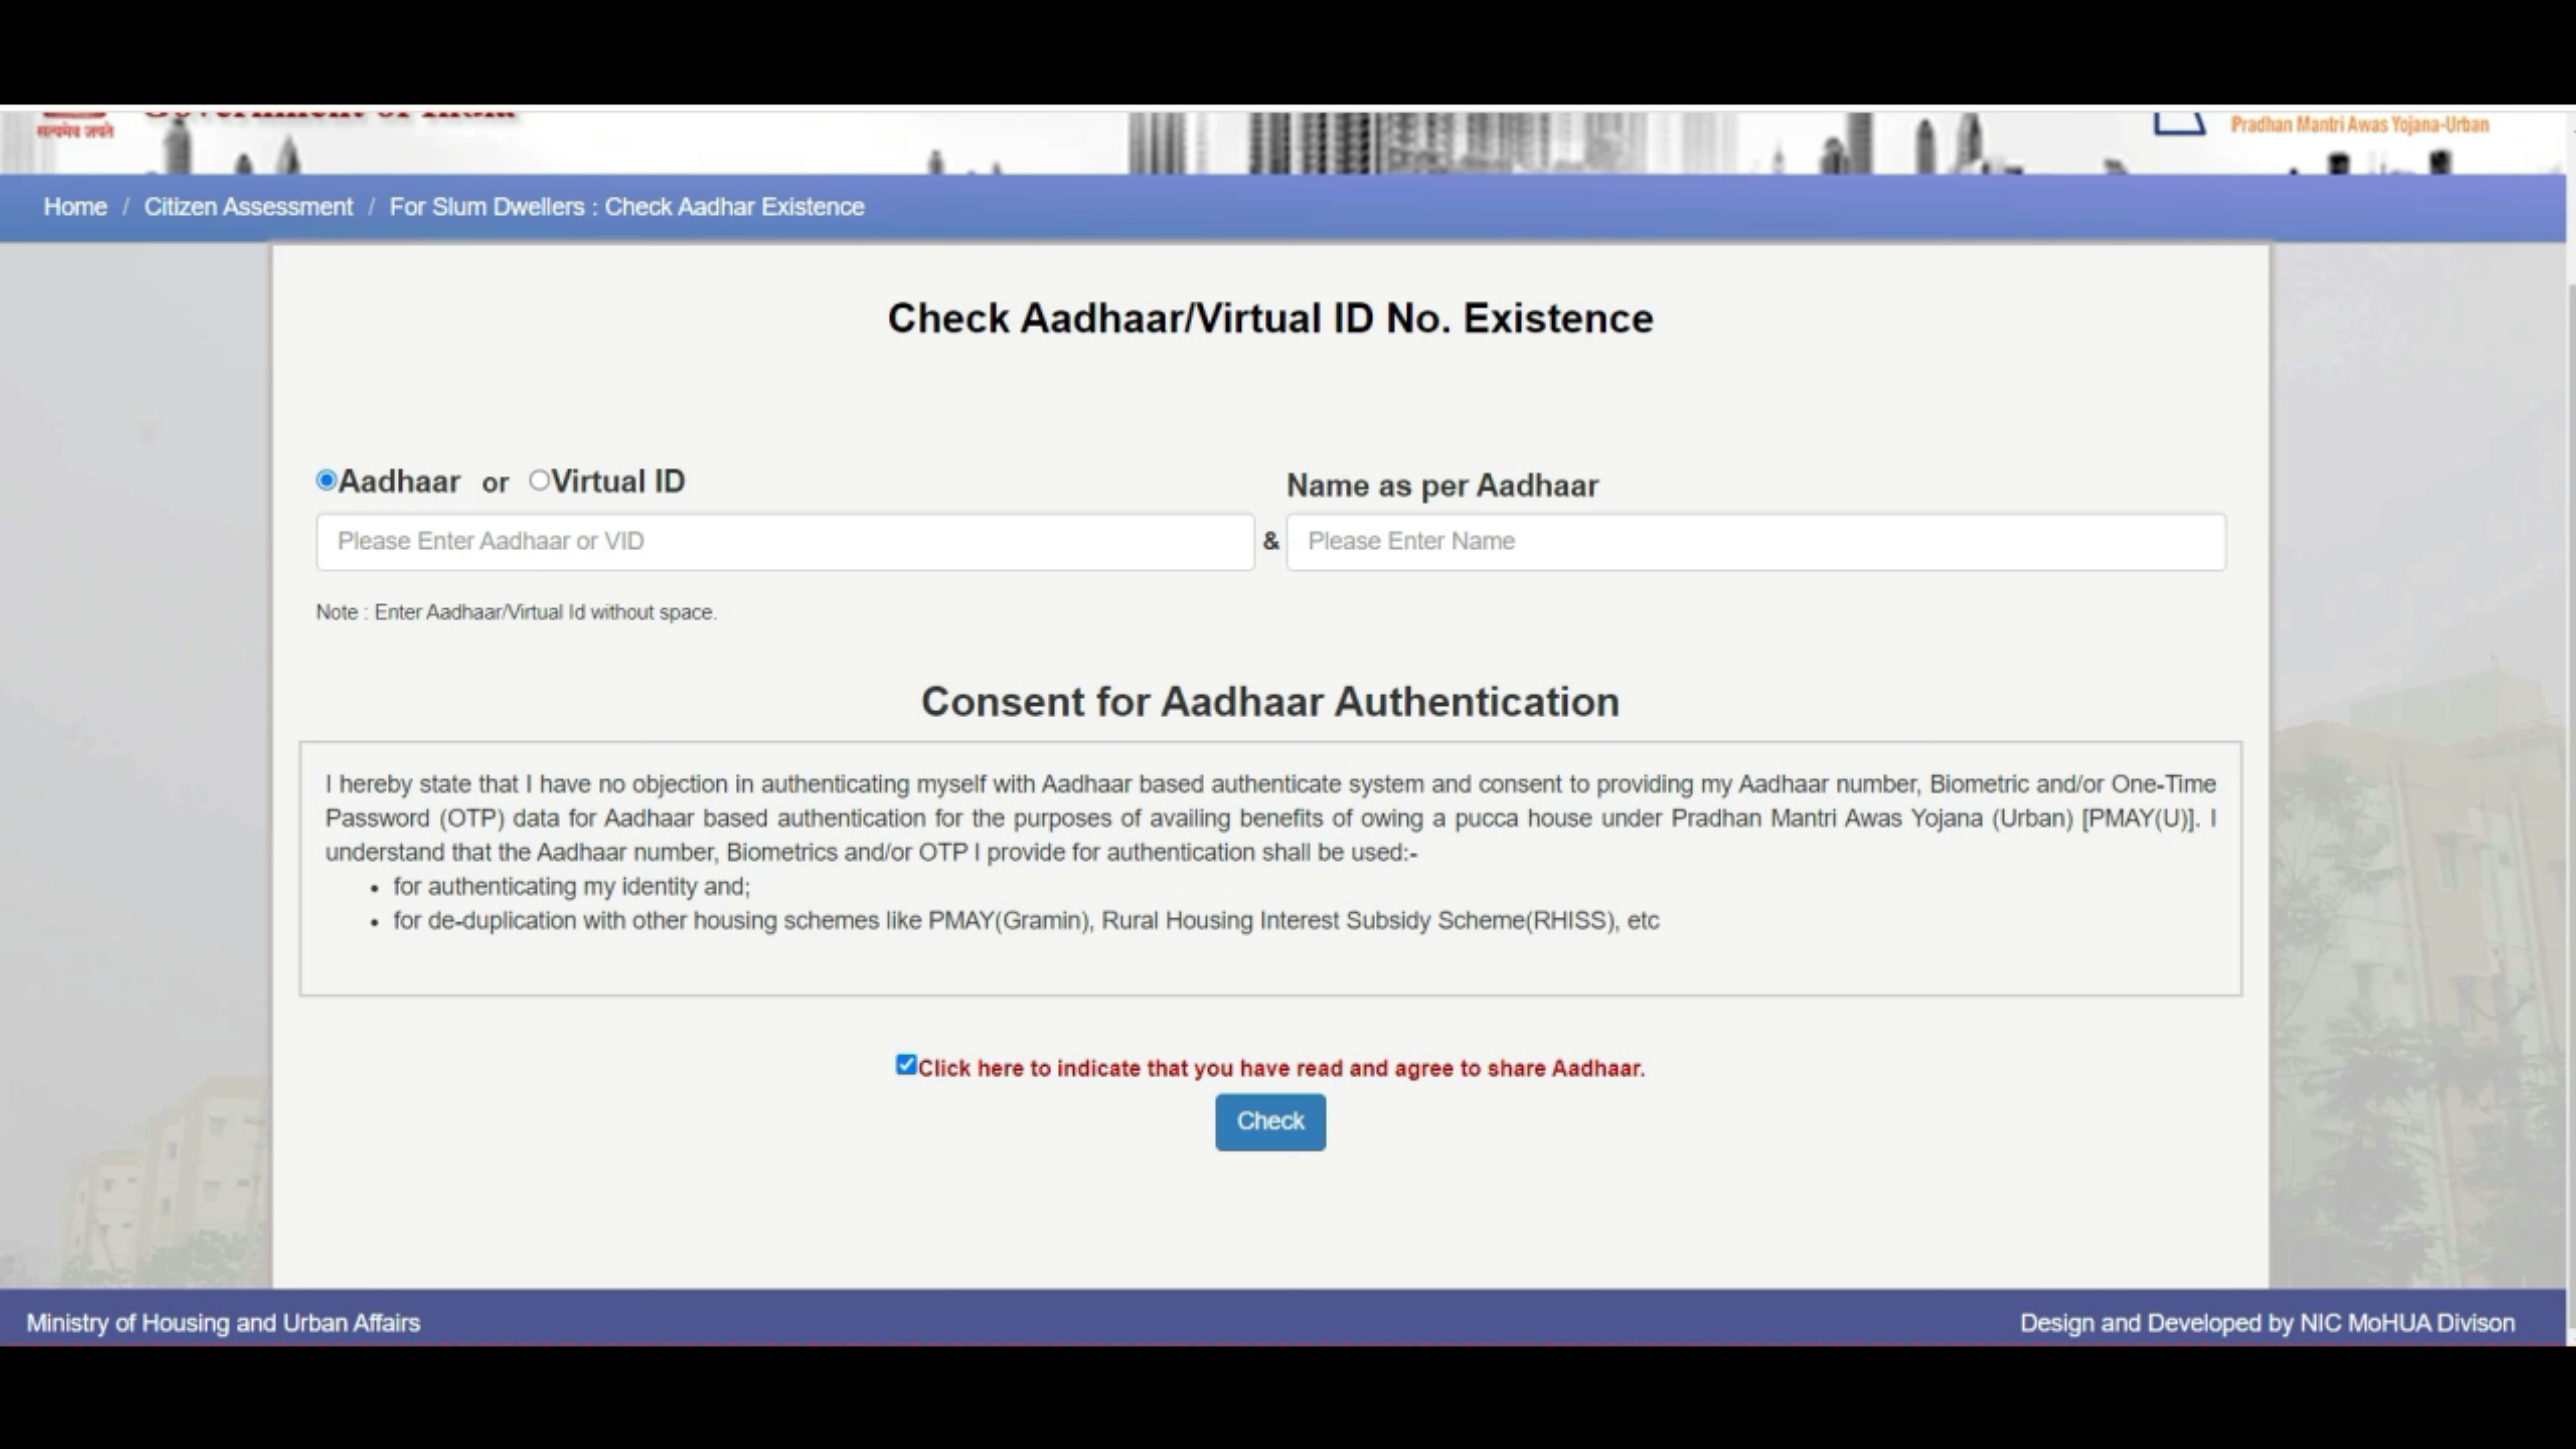 Government of India
सत्यमेव जयते
Pradhan Mantri Awas Yojana-Urban
Home / Citizen Assessment / For Slum Dwellers : Check Aadhar Existence
Check Aadhaar/Virtual ID No. Existence
Aadhaar or Virtual ID
Name as per Aadhaar
Please Enter Aadhaar or VID & Please Enter Name
Note : Enter Aadhaar/Virtual Id without space.
Consent for Aadhaar Authentication
I hereby state that I have no objection in authenticating myself with Aadhaar based authenticate system and consent to providing my Aadhaar number, Biometric and/or One-Time
Password (OTP) data for Aadhaar based authentication for the purposes of availing benefits of owing a pucca house under Pradhan Mantri Awas Yojana (Urban) [PMAY(U)]. I
understand that the Aadhaar number, Biometrics and/or OTP I provide for authentication shall be used:-
• for authenticating my identity and;
• for de-duplication with other housing schemes like PMAY(Gramin), Rural Housing Interest Subsidy Scheme(RHISS), etc
Click here to indicate that you have read and agree to share Aadhaar.
Check
Ministry of Housing and Urban Affairs
Design and Developed by NIC MoHUA Divison